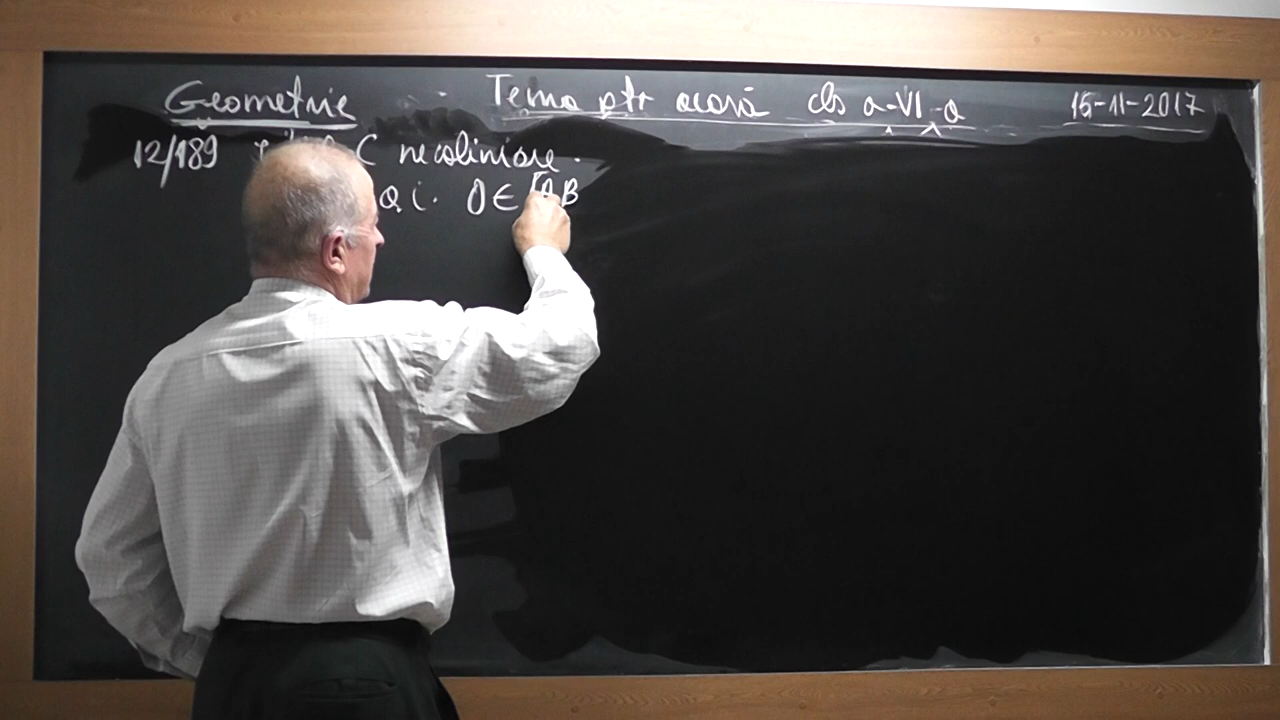 Geometrie Tema ptr acasă cls a-VI-a 15-11-2017
12/189 C necoliniare.
a.i. O ∈ [AB